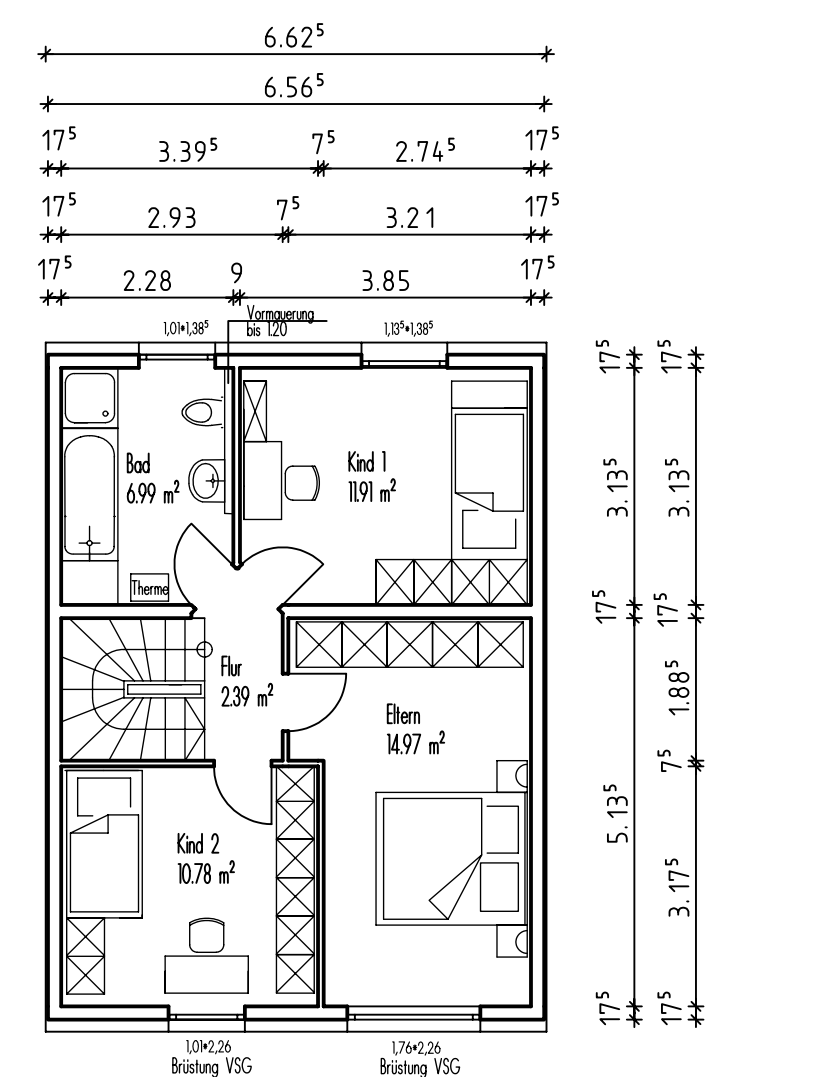 6.62⁵
6.56⁵
17⁵ 3.39⁵ 7⁵ 2.74⁵ 17⁵
17⁵ 2.93 7⁵ 3.21 17⁵
17⁵ 2.28 9 3.85 17⁵
Vormauerung
bis 1.20
1,01*1,38⁵
1,13⁵*1,38⁵
Bad
6.99 m²
Kind 1
11.91 m²
Therme
Flur
2.39 m²
Eltern
14.97 m²
Kind 2
10.78 m²
17⁵ 17⁵
3.13⁵ 3.13⁵
17⁵ 17⁵
1.88⁵
7⁵
5.13⁵
3.17⁵
17⁵ 17⁵
1,01*2,26
Brüstung VSG
1,76*2,26
Brüstung VSG